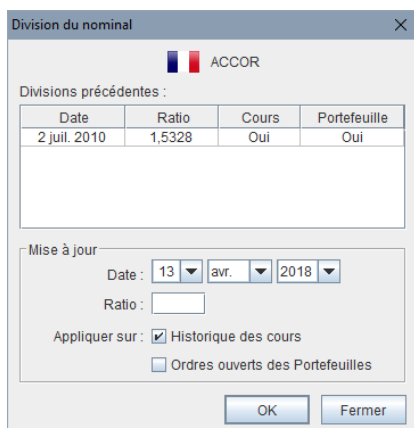 Division du nominal
ACCOR
Divisions précédentes :
Date Ratio Cours Portefeuille
2 juil. 2010 1,5328 Oui Oui
Mise à jour
Date : 13 avr. 2018
Ratio :
Appliquer sur : Historique des cours
Ordres ouverts des Portefeuilles
OK Fermer